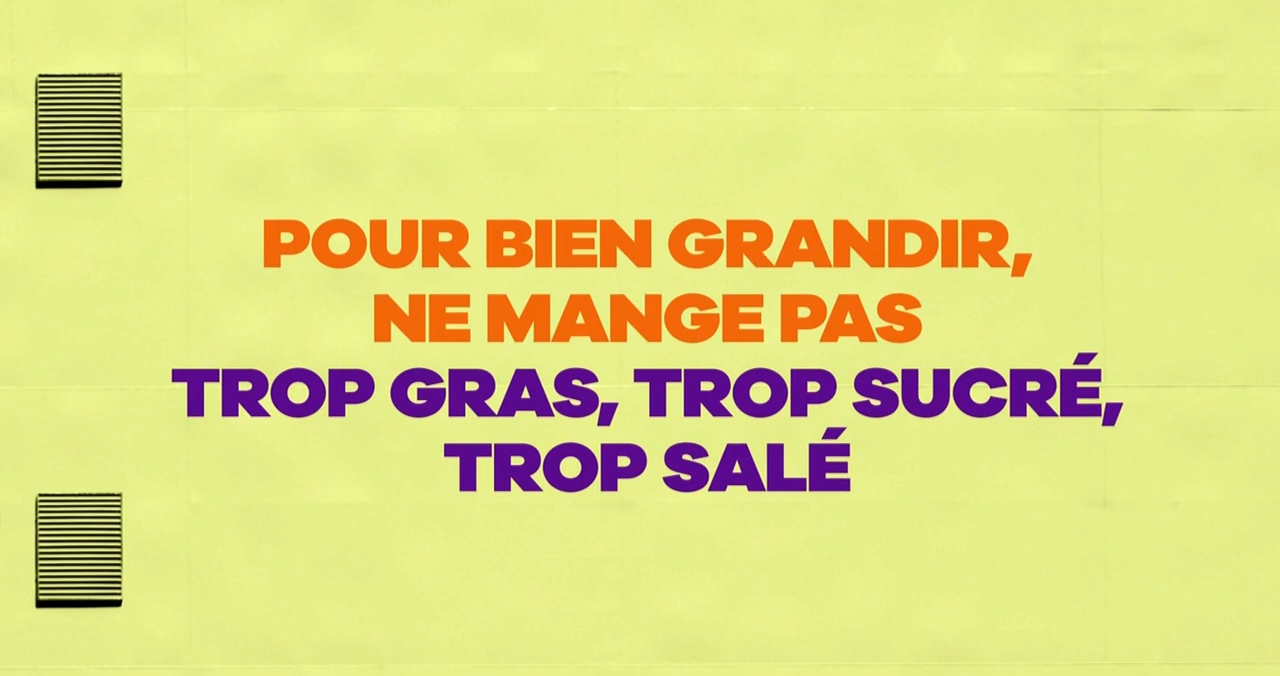 POUR BIEN GRANDIR,
NE MANGE PAS
TROP GRAS, TROP SUCRÉ,
TROP SALÉ